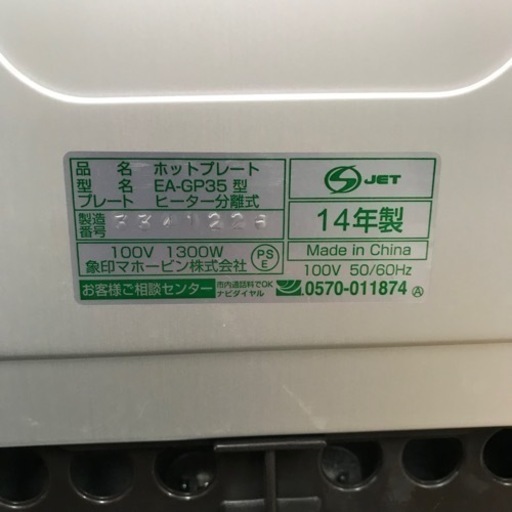 品 名 ホットプレート
型 名 EA-GP35 型
プレート ヒーター分離式
製造番号
100V 1300W
象印マホービン株式会社
PSE
JET
14年製
Made in China
100V 50/60Hz
お客様ご相談センター
市内通話料でOK
ナビダイヤル
0570-011874 Ⓐ